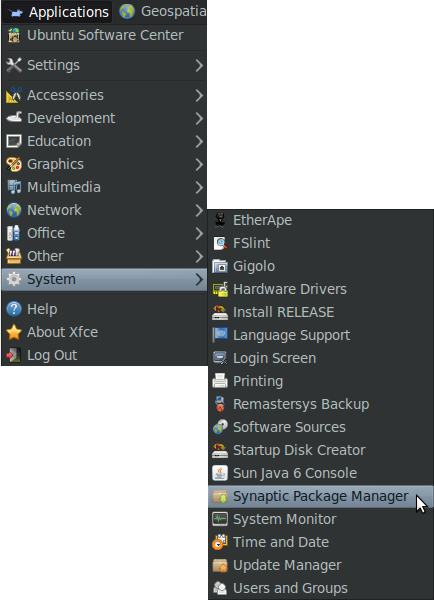 Applications
Geospatia
Ubuntu Software Center
Settings
Accessories
Development
Education
Graphics
Multimedia
Network
Office
Other
System
Help
About Xfce
Log Out
EtherApe
FSlint
Gigolo
Hardware Drivers
Install RELEASE
Language Support
Login Screen
Printing
Remastersys Backup
Software Sources
Startup Disk Creator
Sun Java 6 Console
Synaptic Package Manager
System Monitor
Time and Date
Update Manager
Users and Groups